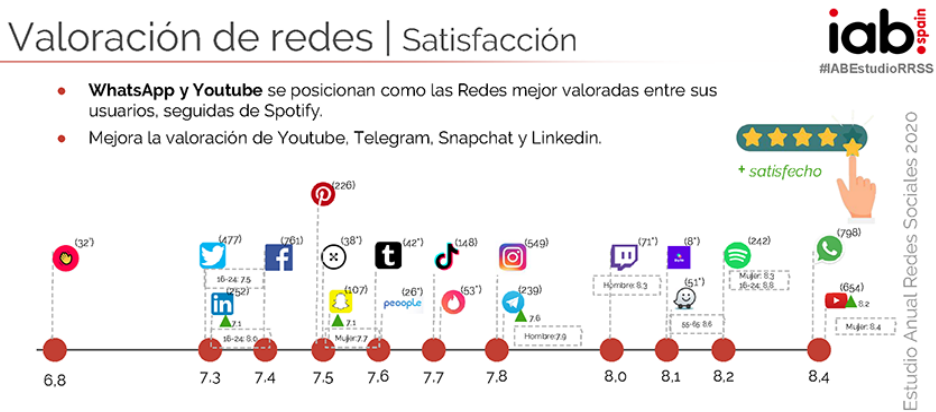 Valoración de redes | Satisfacción
iab
spain
#IABEstudioRRSS
WhatsApp y Youtube se posicionan como las Redes mejor valoradas entre sus
usuarios, seguidas de Spotify.
Mejora la valoración de Youtube, Telegram, Snapchat y Linkedin.
+ satisfecho
Estudio Anual Redes Sociales 2020
(226)
(32*)
(477)
(761)
(38*)
(42*)
(148)
(549)
(71*)
(8*)
(242)
(798)
16-24: 7.5
Hombre: 8.3
Mujer: 8.3
16-24: 8.8
in
(252)
(107)
(26*)
peoople
(53*)
(239)
(51*)
(654)
7.1
7.1
7.6
8.2
16-24: 8.0
Mujer: 7.7
Hombre: 7.9
55-65: 8.6
Mujer: 8.4
6,8
7,3
7,4
7,5
7,6
7,7
7,8
8,0
8,1
8,2
8,4